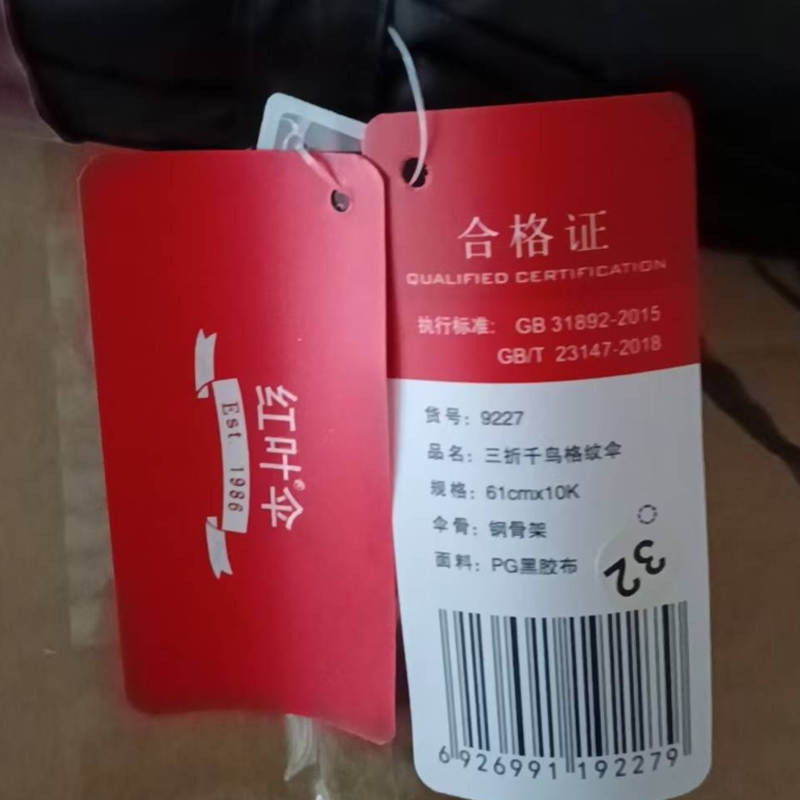 红叶伞®
Est 1986
合格证
QUALIFIED CERTIFICATION
执行标准: GB 31892-2015
GB/T 23147-2018
货号: 9227
品名: 三折千鸟格纹伞
规格: 61cmx10K
伞骨: 钢骨架
面料: PG黑胶布
32
6 926991 192279